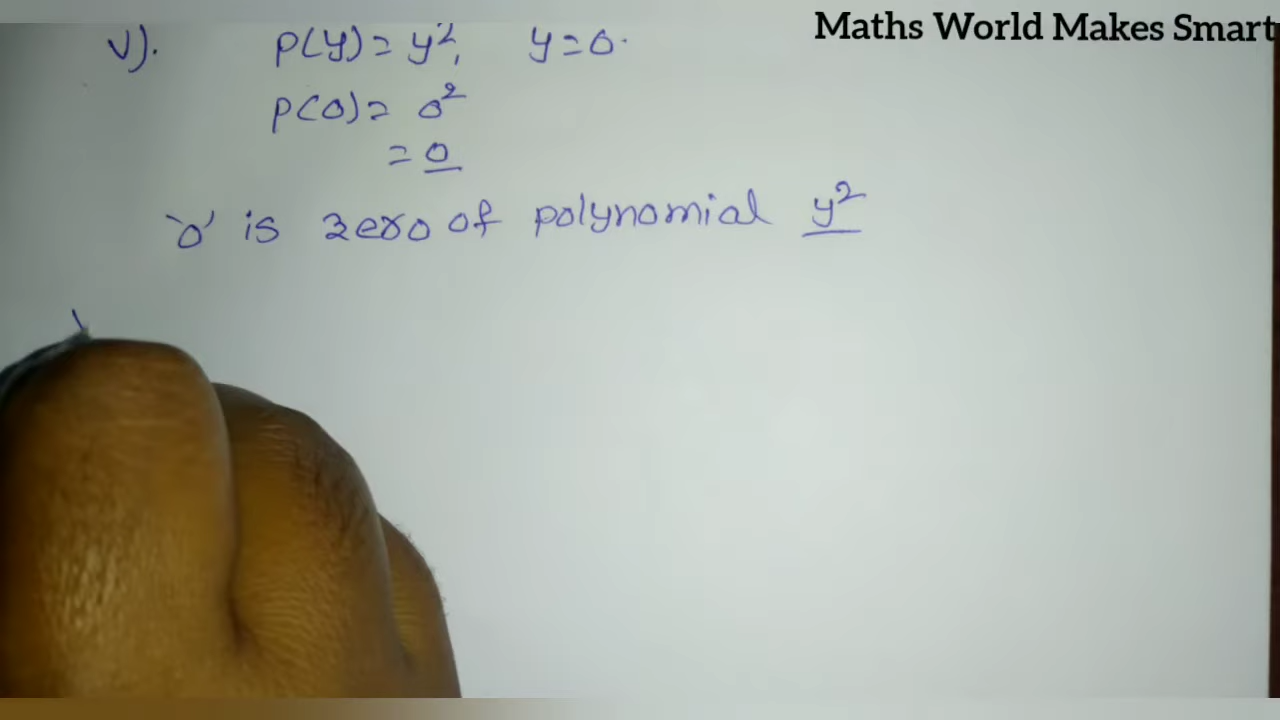 Maths World Makes Smart
v). P(y) = y², y=0.
P(0) = 0²
= 0
'0' is zero of polynomial y²